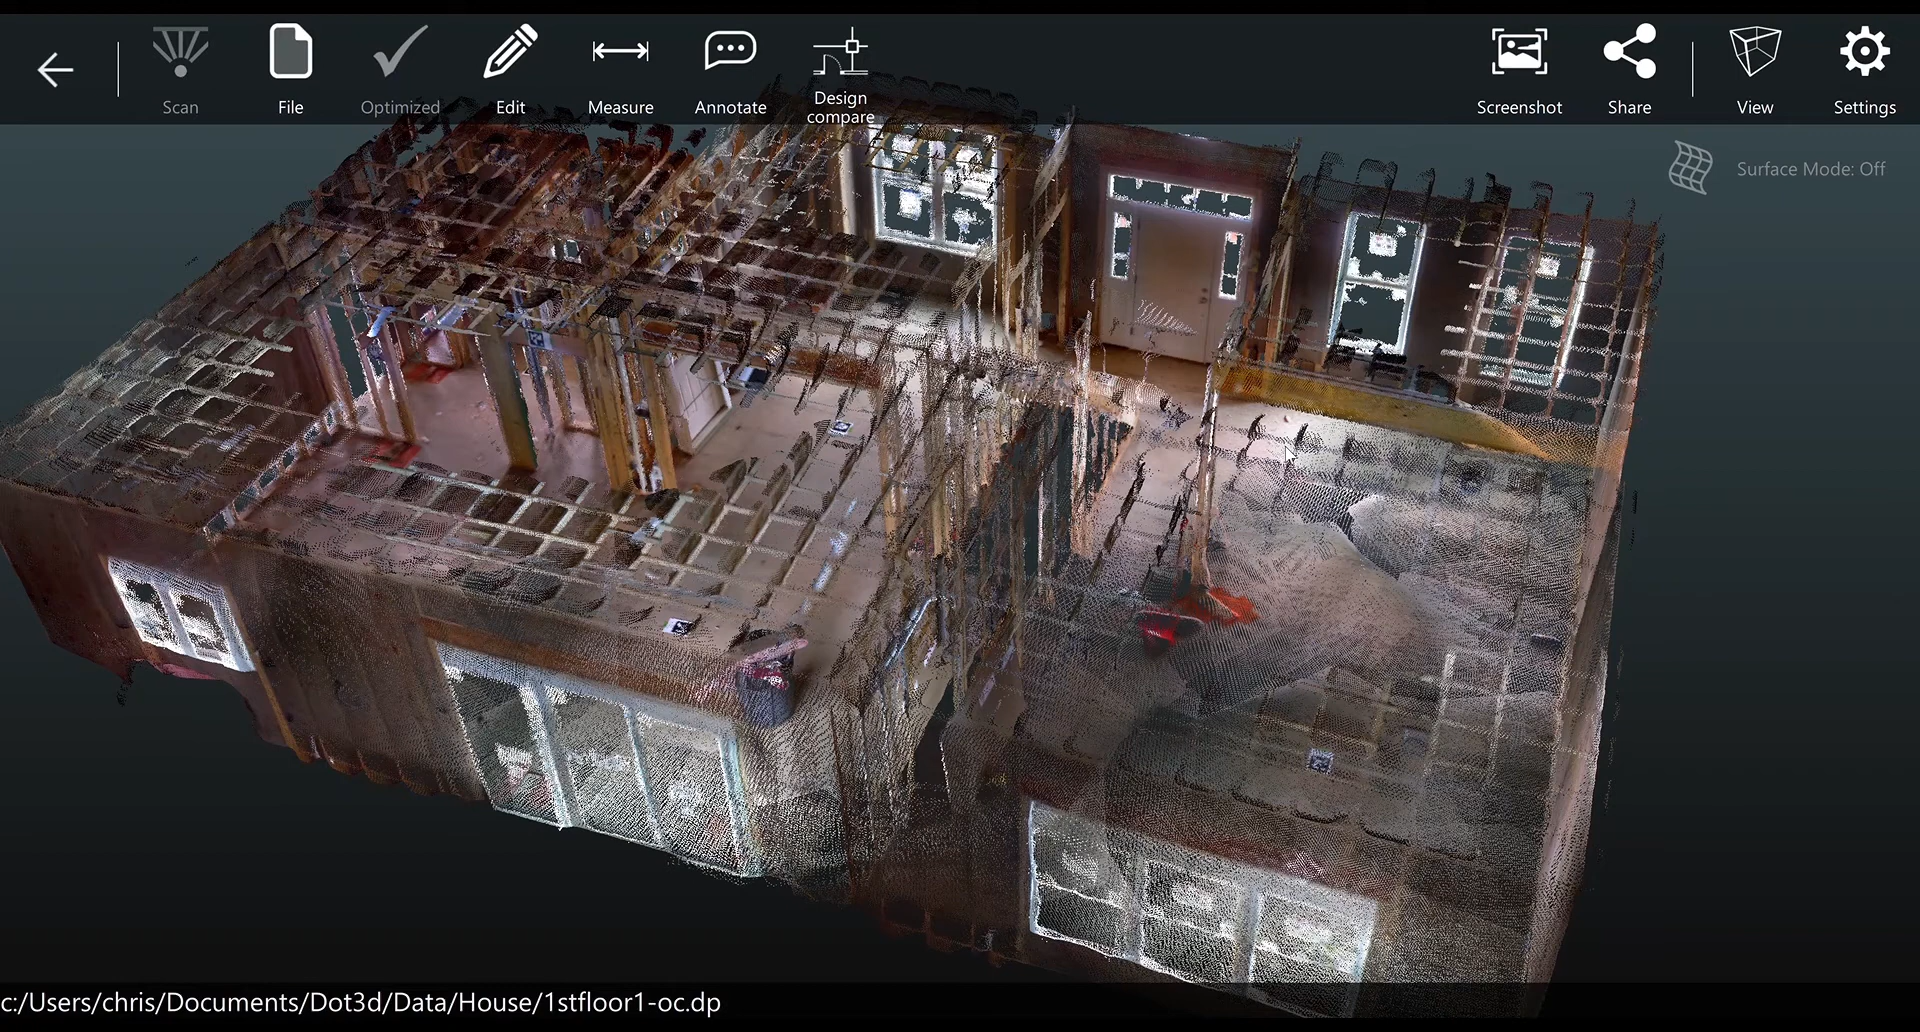 Scan
File
Optimized
Edit
Measure
Annotate
Design
compare
Screenshot
Share
View
Settings
Surface Mode: Off
c:/Users/chris/Documents/Dot3d/Data/House/1stfloor1-oc.dp